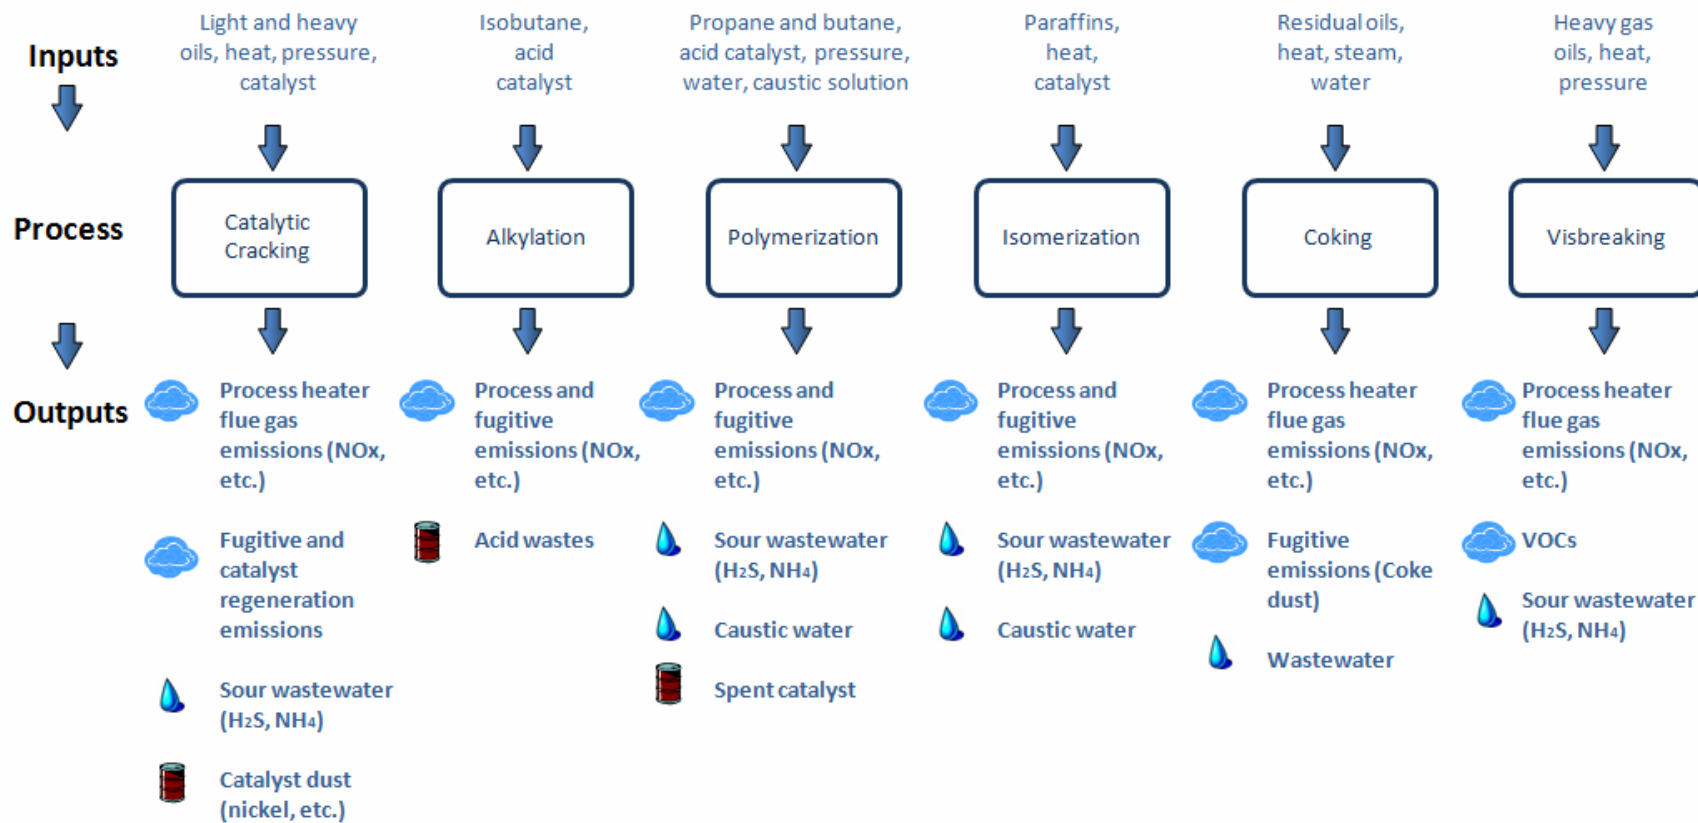 Inputs
Light and heavy
oils, heat, pressure,
catalyst
Isobutane,
acid
catalyst
Propane and butane,
acid catalyst, pressure,
water, caustic solution
Paraffins,
heat,
catalyst
Residual oils,
heat, steam,
water
Heavy gas
oils, heat,
pressure
Process
Catalytic
Cracking
Alkylation
Polymerization
Isomerization
Coking
Visbreaking
Outputs
Process heater
flue gas
emissions (NOx,
etc.)
Fugitive and
catalyst
regeneration
emissions
Sour wastewater
(H₂S, NH₄)
Catalyst dust
(nickel, etc.)
Process and
fugitive
emissions (NOx,
etc.)
Acid wastes
Process and
fugitive
emissions (NOx,
etc.)
Sour wastewater
(H₂S, NH₄)
Caustic water
Spent catalyst
Process and
fugitive
emissions (NOx,
etc.)
Sour wastewater
(H₂S, NH₄)
Caustic water
Process heater
flue gas
emissions (NOx,
etc.)
Fugitive
emissions (Coke
dust)
Wastewater
Process heater
flue gas
emissions (NOx,
etc.)
VOCs
Sour wastewater
(H₂S, NH₄)